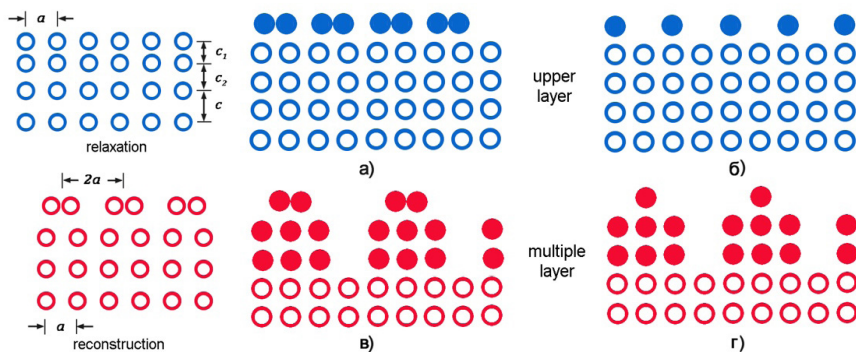 a
c₁
c₂
c
relaxation
а)
upper
layer
б)
2a
a
reconstruction
в)
multiple
layer
г)